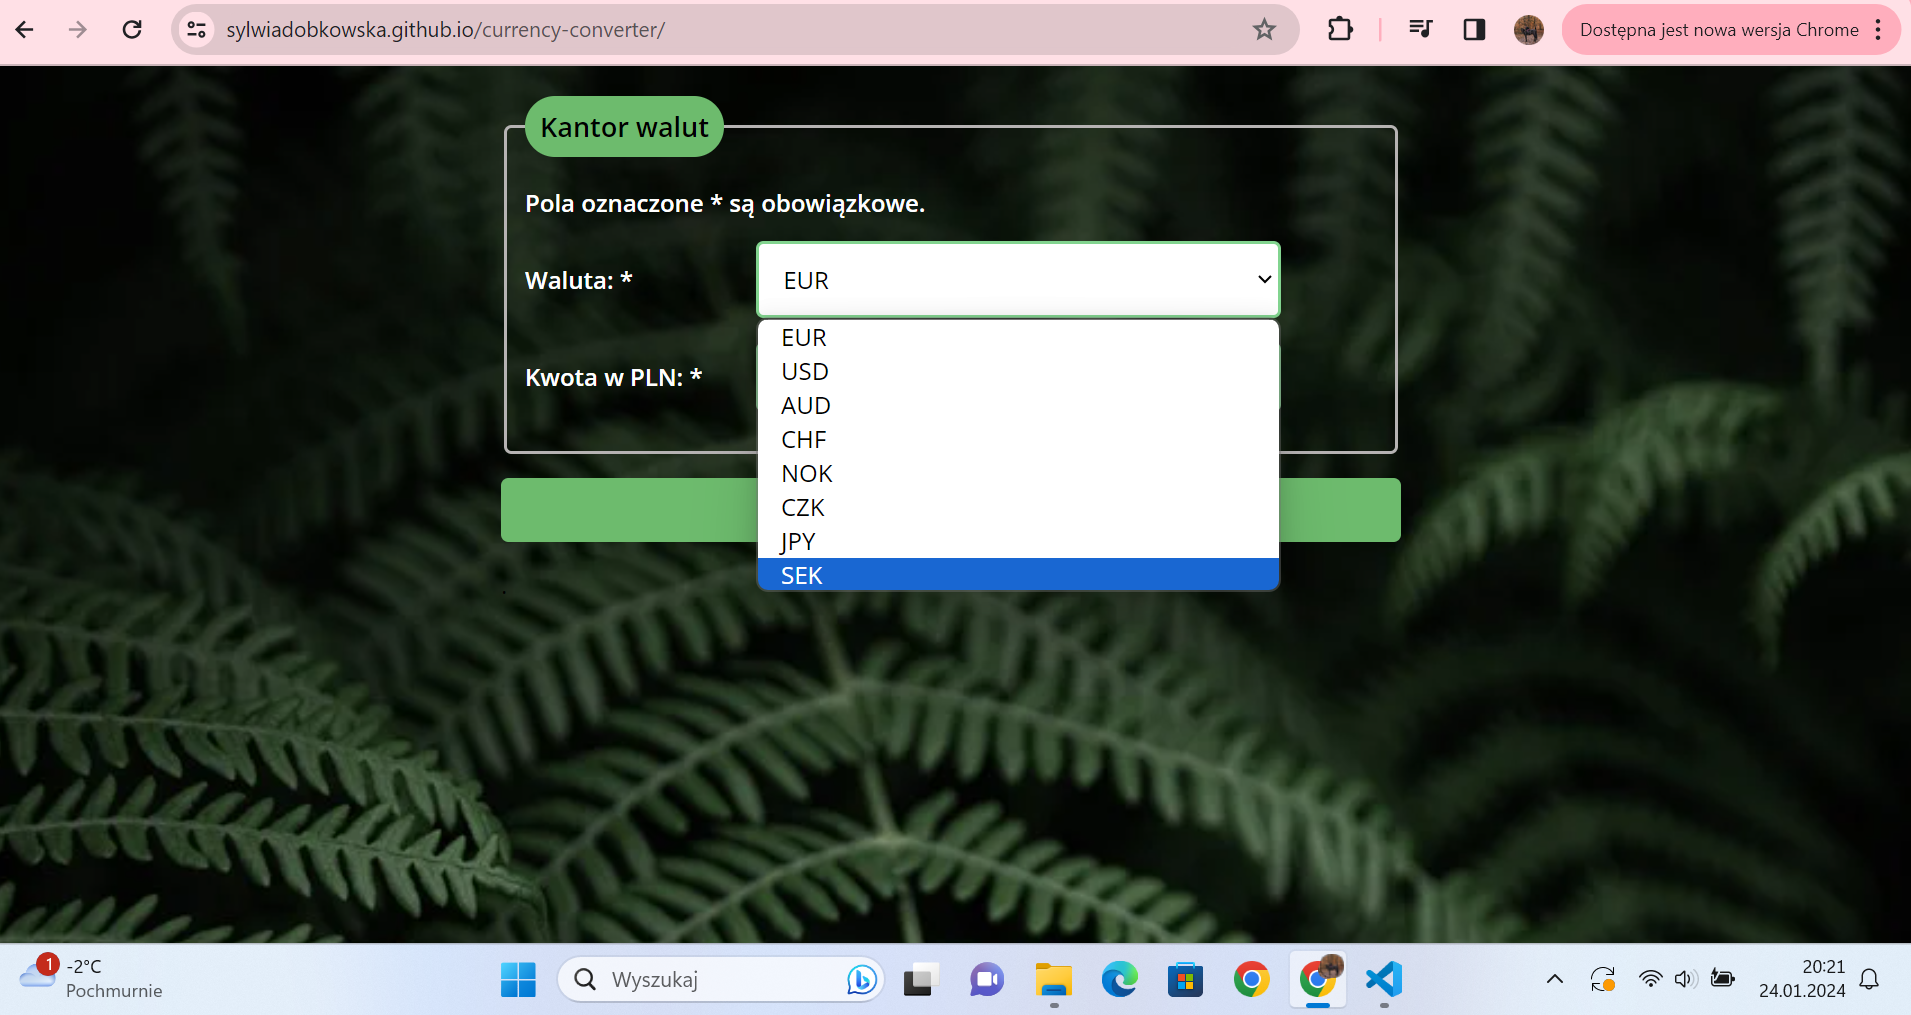 sylwiadobkowska.github.io/currency-converter/
Dostępna jest nowa wersja Chrome
Kantor walut
Pola oznaczone * są obowiązkowe.
Waluta: *
EUR
EUR
USD
AUD
CHF
NOK
CZK
JPY
SEK
Kwota w PLN: *
1
-2°C
Pochmurnie
Wyszukaj
20:21
24.01.2024